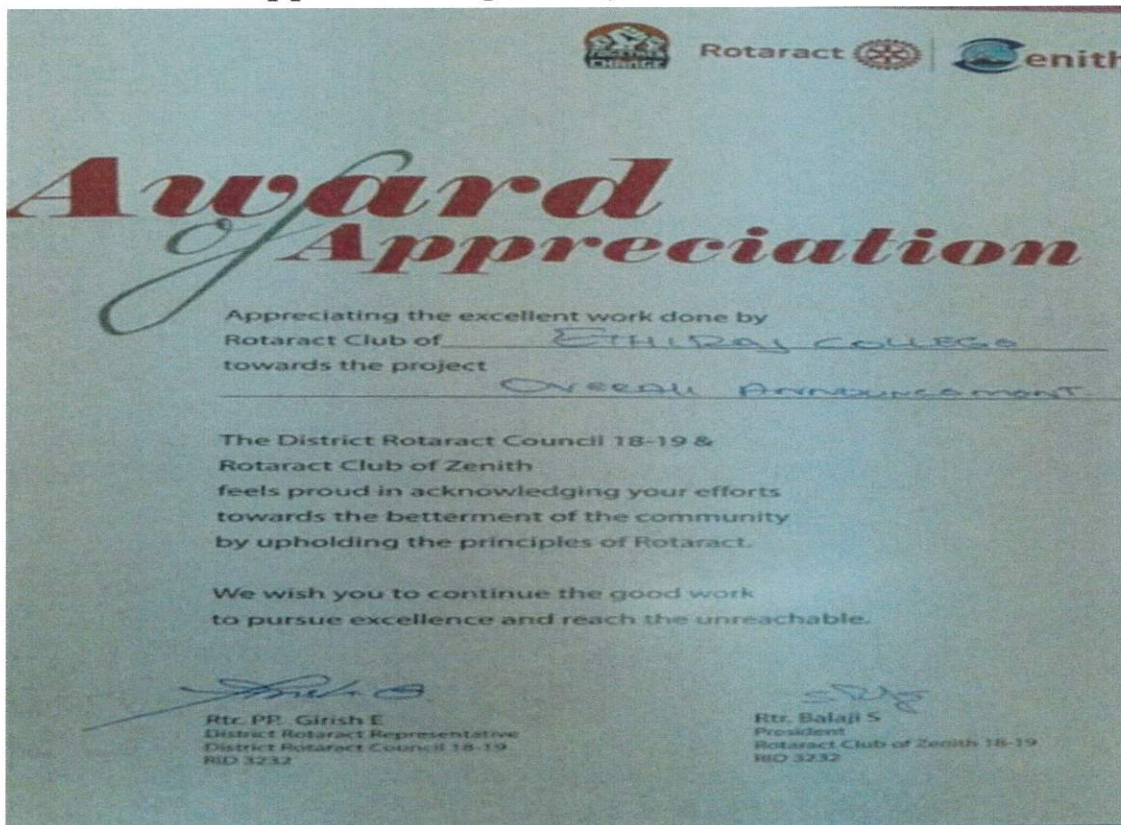 CHANGE
Rotaract
Zenith
Award
of Appreciation
Appreciating the excellent work done by
Rotaract Club of ETHIRAJ COLLEGE
towards the project
OVERALL ANNOUNCEMENT.
The District Rotaract Council 18-19 &
Rotaract Club of Zenith
feels proud in acknowledging your efforts
towards the betterment of the community
by upholding the principles of Rotaract.
We wish you to continue the good work
to pursue excellence and reach the unreachable.
Rtr. PP. Girish E
District Rotaract Representative
District Rotaract Council 18-19
RID 3232
Rtr. Balaji S
President
Rotaract Club of Zenith 18-19
RID 3232